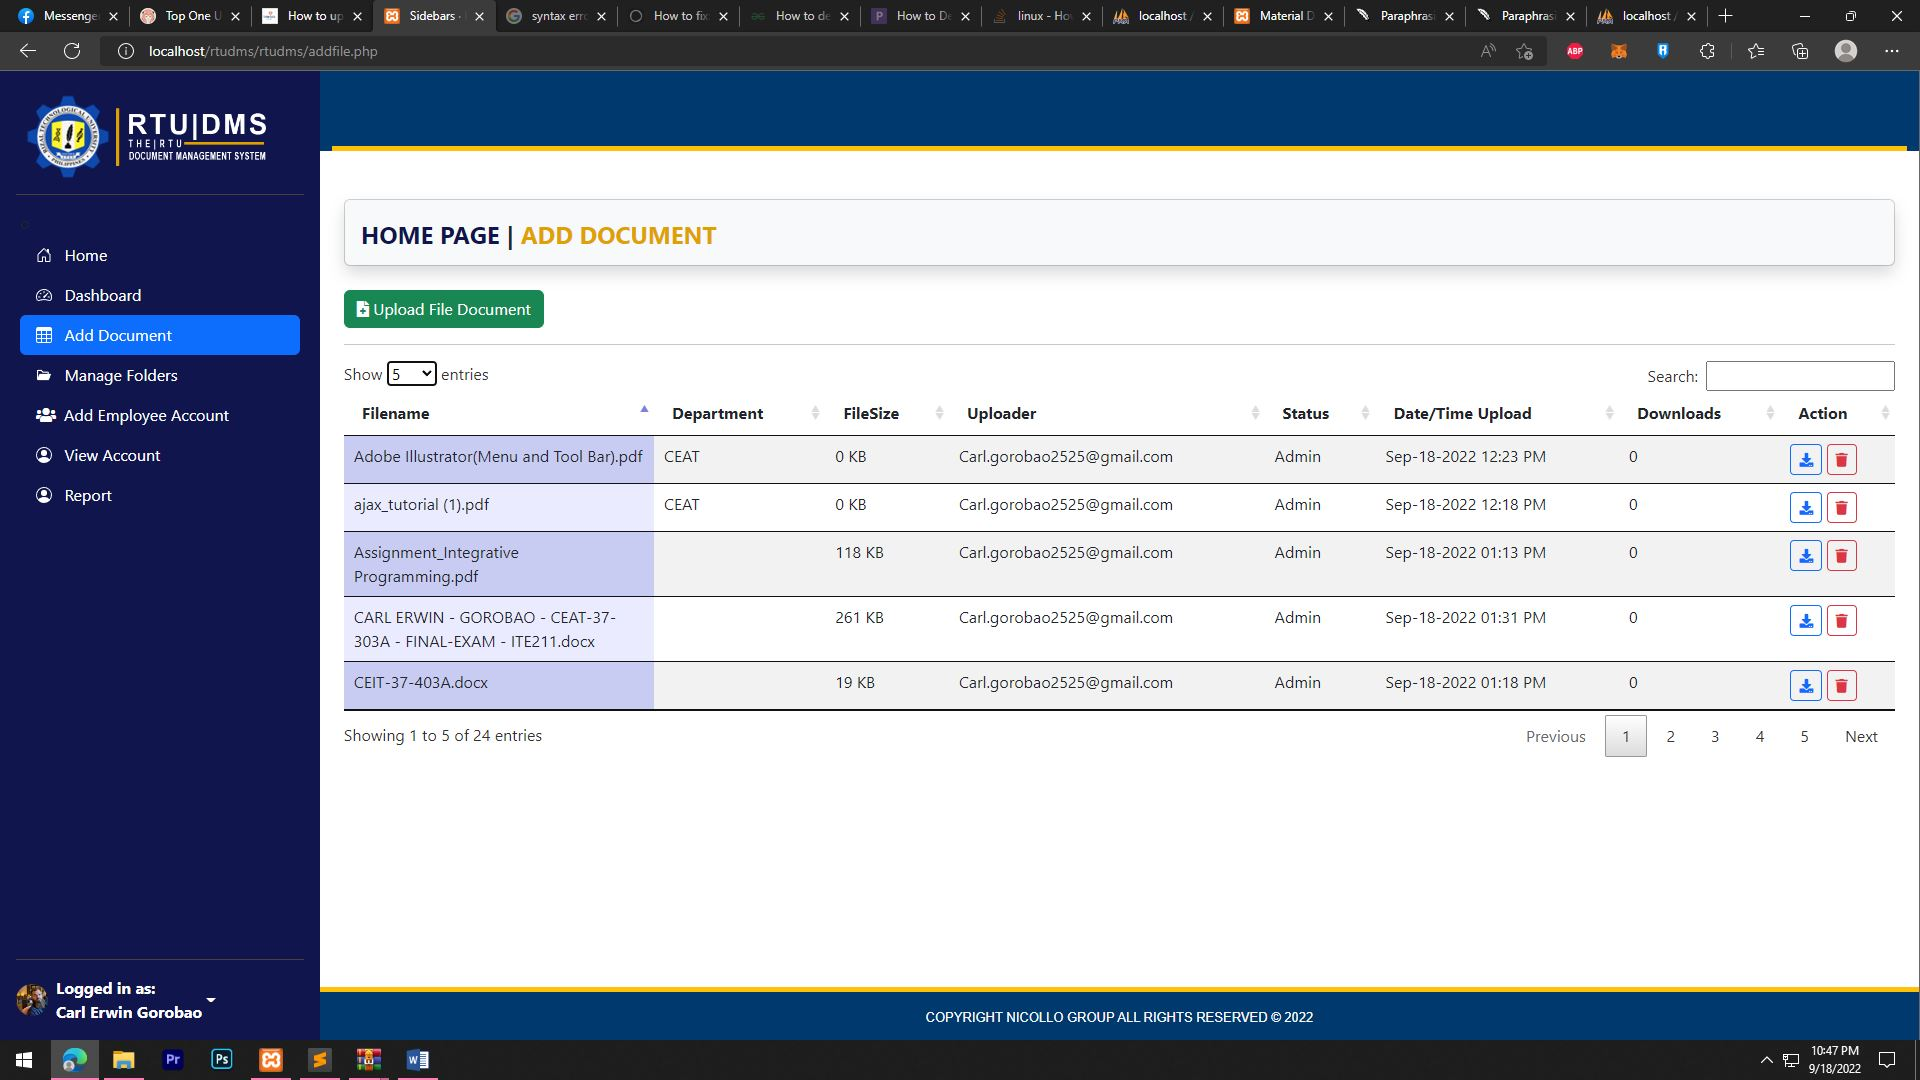 Messenger
Top One U
How to up
Sidebars ·
syntax erro
How to fix
How to de
How to De
linux - Ho
localhost /
Material D
Paraphrasi
Paraphrasi
localhost /
localhost/rtudms/rtudms/addfile.php
ABP
RTU|DMS
THE|RTU
DOCUMENT MANAGEMENT SYSTEM
Home
Dashboard
Add Document
Manage Folders
Add Employee Account
View Account
Report
HOME PAGE | ADD DOCUMENT
Upload File Document
Show 5 entries
Search:
Filename Department FileSize Uploader Status Date/Time Upload Downloads Action
Adobe Illustrator(Menu and Tool Bar).pdf CEAT 0 KB Carl.gorobao2525@gmail.com Admin Sep-18-2022 12:23 PM 0
ajax_tutorial (1).pdf CEAT 0 KB Carl.gorobao2525@gmail.com Admin Sep-18-2022 12:18 PM 0
Assignment_Integrative 118 KB Carl.gorobao2525@gmail.com Admin Sep-18-2022 01:13 PM 0
Programming.pdf
CARL ERWIN - GOROBAO - CEAT-37- 261 KB Carl.gorobao2525@gmail.com Admin Sep-18-2022 01:31 PM 0
303A - FINAL-EXAM - ITE211.docx
CEIT-37-403A.docx 19 KB Carl.gorobao2525@gmail.com Admin Sep-18-2022 01:18 PM 0
Showing 1 to 5 of 24 entries
Previous 1 2 3 4 5 Next
Logged in as:
Carl Erwin Gorobao
COPYRIGHT NICOLLO GROUP ALL RIGHTS RESERVED © 2022
Pr
Ps
10:47 PM
9/18/2022